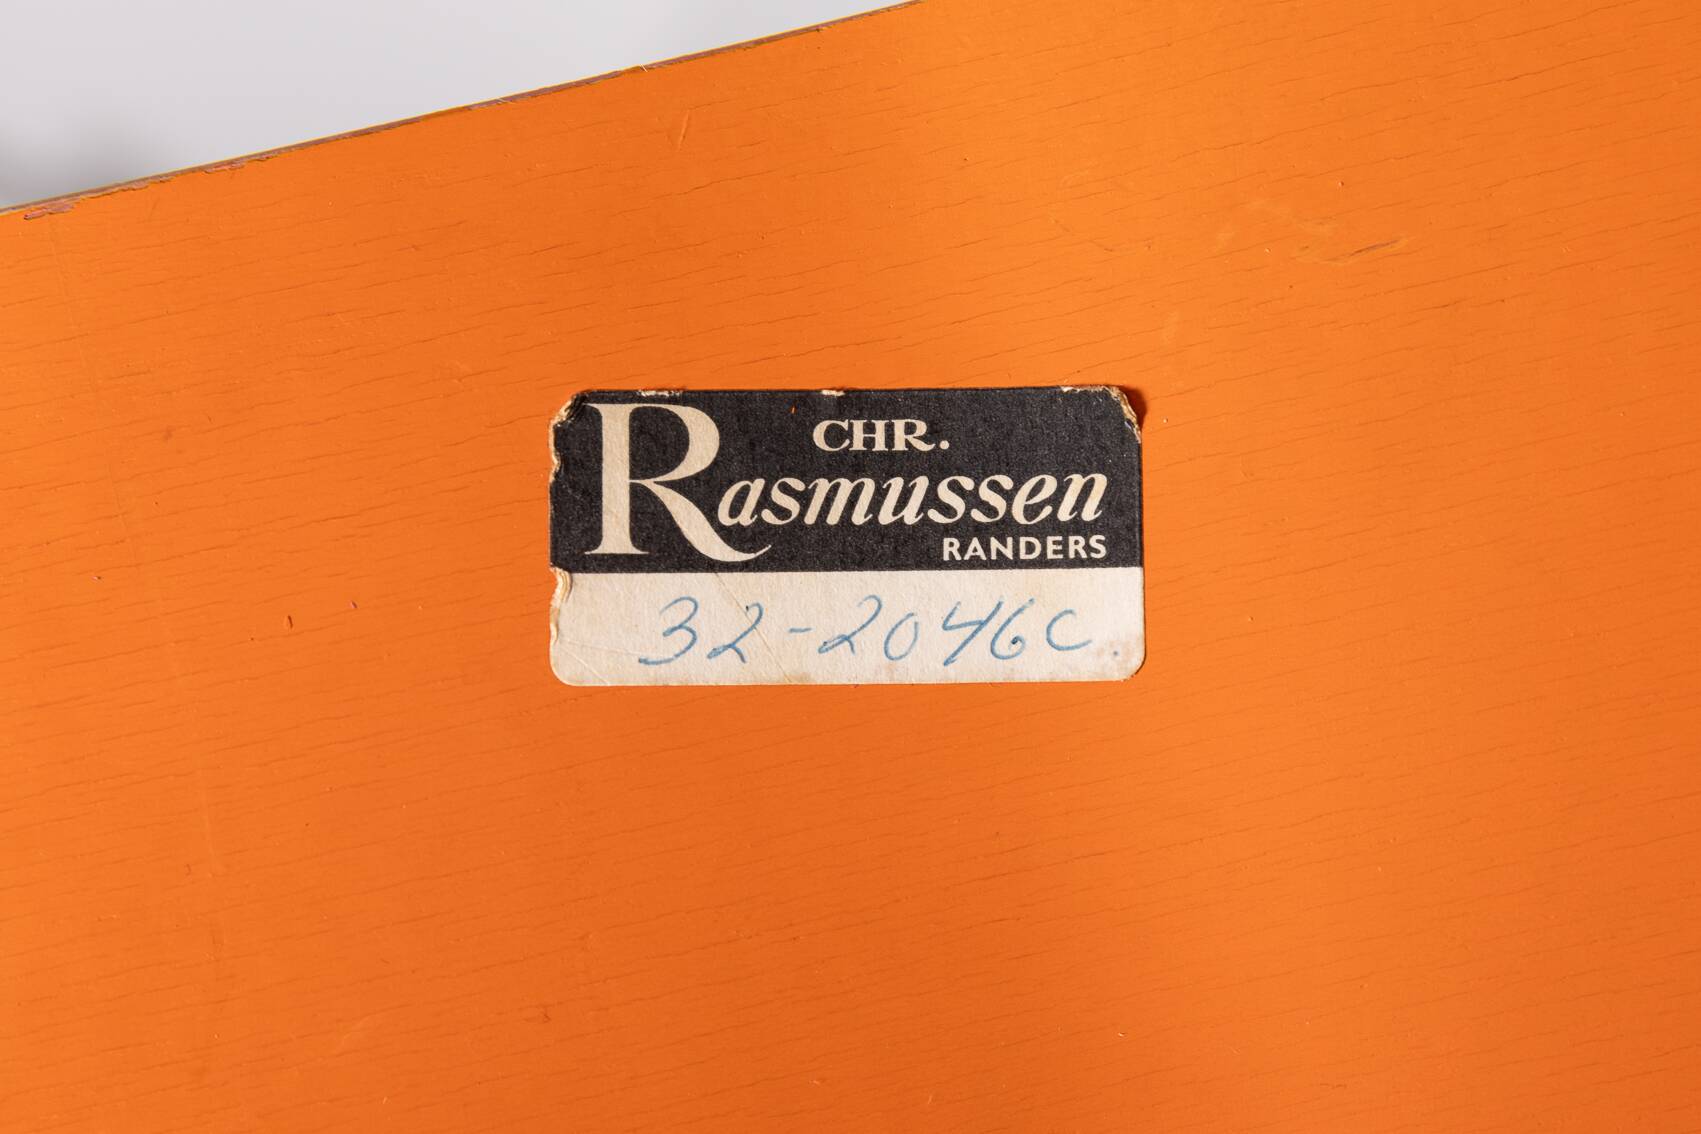 CHR.
Rasmussen
RANDERS
32-2046C.